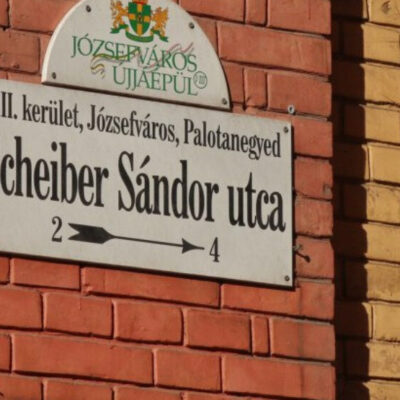 JÓZSEFVÁROS
ÚJJÁÉPÜL
II. kerület, Józsefváros, Palotanegyed
cheiber Sándor utca
2 4